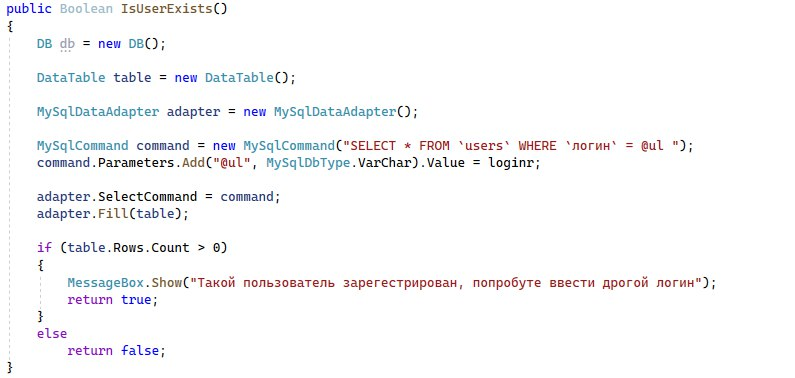 public Boolean IsUserExists()
{
DB db = new DB();
DataTable table = new DataTable();
MySqlDataAdapter adapter = new MySqlDataAdapter();
MySqlCommand command = new MySqlCommand("SELECT * FROM `users` WHERE `логин` = @ul ");
command.Parameters.Add("@ul", MySqlDbType.VarChar).Value = loginr;
adapter.SelectCommand = command;
adapter.Fill(table);
if (table.Rows.Count > 0)
{
MessageBox.Show("Такой пользователь зарегестрирован, попробуте ввести дрогой логин");
return true;
}
else
return false;
}